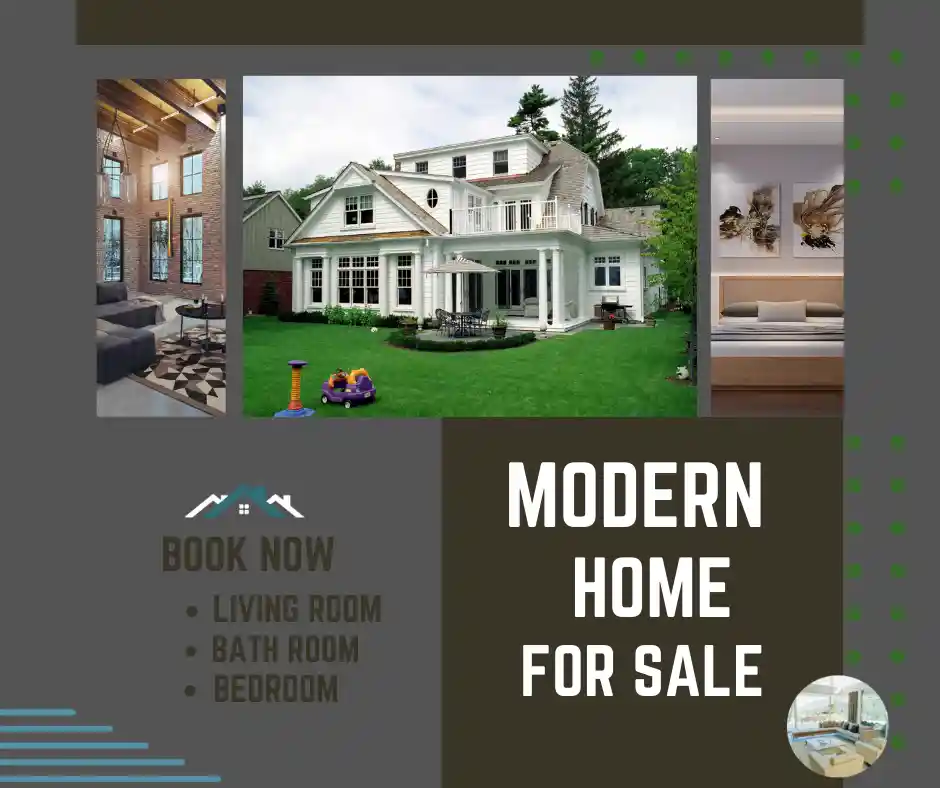 BOOK NOW
LIVING ROOM
BATH ROOM
BEDROOM
MODERN
HOME
FOR SALE